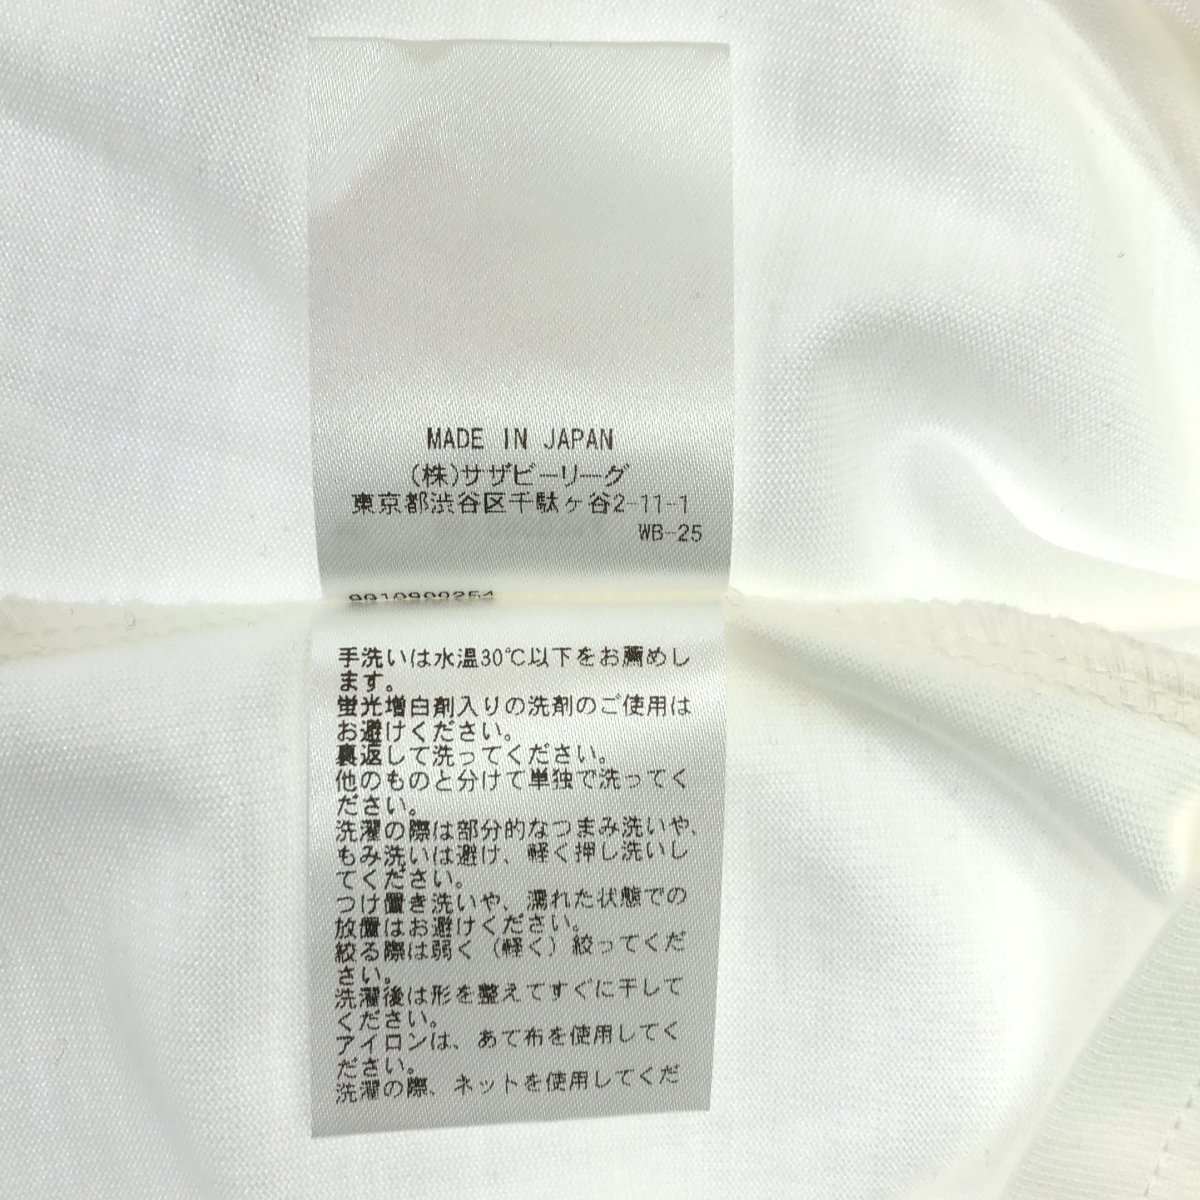 MADE IN JAPAN
(株)サザビーリーグ
東京都渋谷区千駄ヶ谷2-11-1
WB-25
9910900254
手洗いは水温30℃以下をお薦めし
ます。
蛍光増白剤入りの洗剤のご使用は
お避けください。
裏返して洗ってください。
他のものと分けて単独で洗ってく
ださい。
洗濯の際は部分的なつまみ洗いや、
もみ洗いは避け、軽く押し洗いし
てください。
つけ置き洗いや、濡れた状態での
放置はお避けください。
絞る際は弱く（軽く）絞ってくだ
さい。
洗濯後は形を整えてすぐに干して
ください。
アイロンは、あて布を使用してく
ださい。
洗濯の際、ネットを使用してくだ